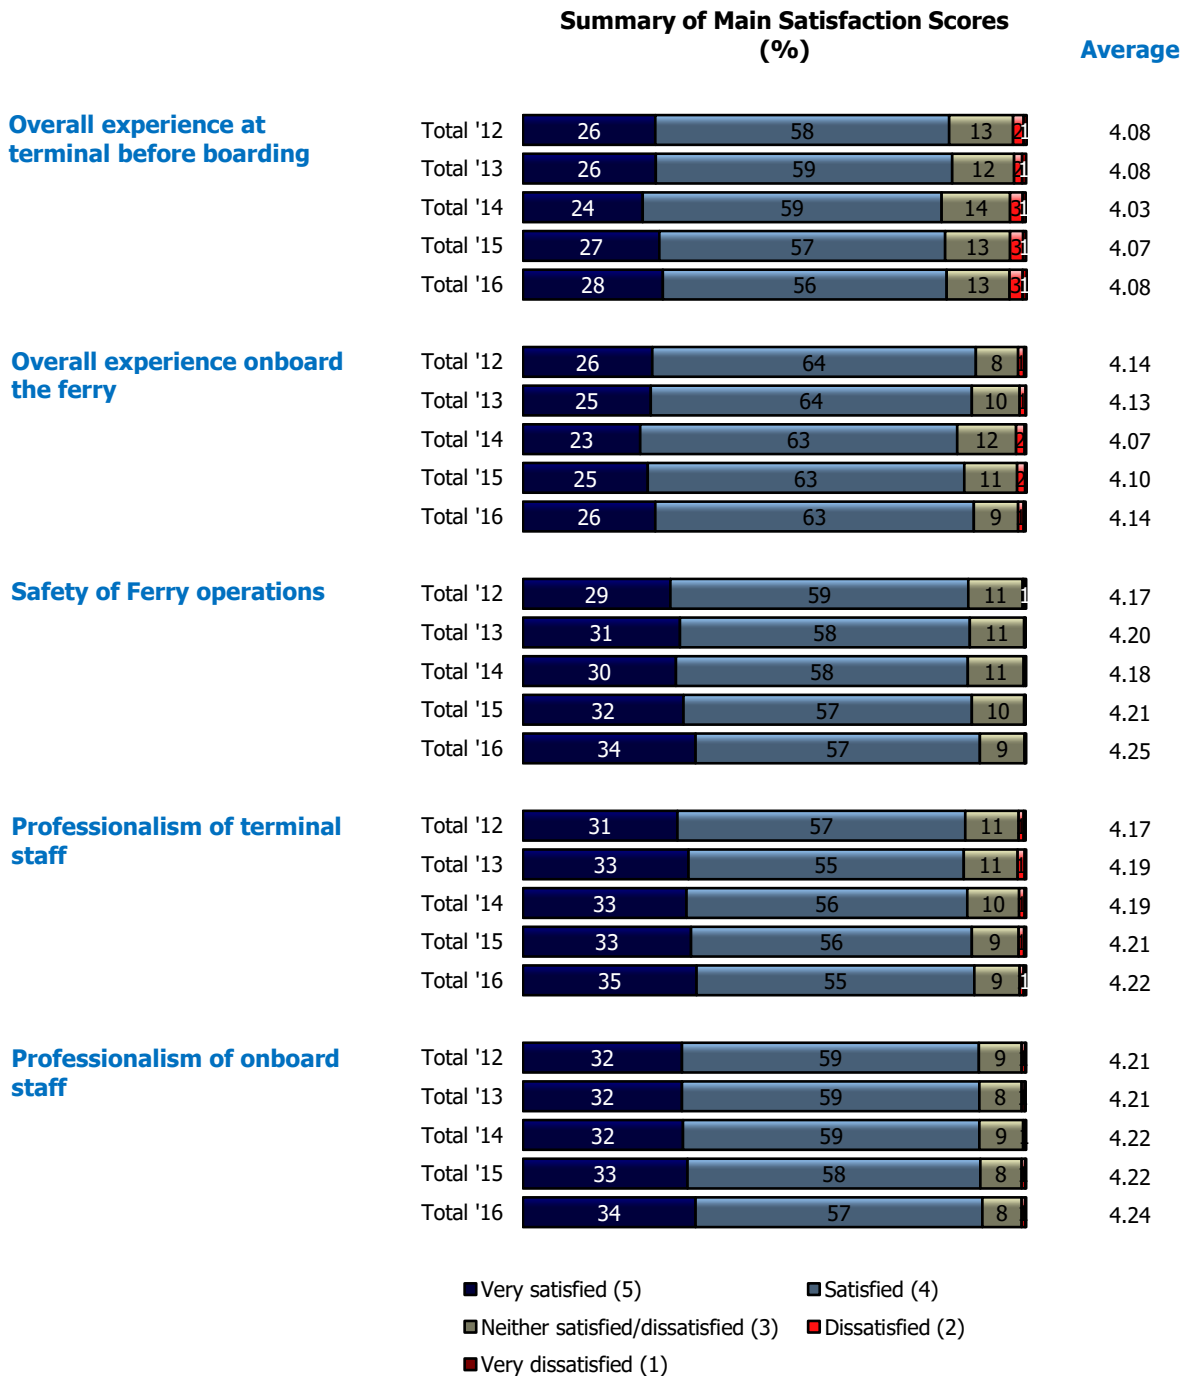 Summary of Main Satisfaction Scores
(%)
Average
Overall experience at
terminal before boarding
Total '12 26 58 13 2 1 4.08
Total '13 26 59 12 2 1 4.08
Total '14 24 59 14 3 1 4.03
Total '15 27 57 13 3 1 4.07
Total '16 28 56 13 3 1 4.08
Overall experience onboard
the ferry
Total '12 26 64 8 1 4.14
Total '13 25 64 10 4.13
Total '14 23 63 12 2 4.07
Total '15 25 63 11 2 4.10
Total '16 26 63 9 4.14
Safety of Ferry operations
Total '12 29 59 11 1 4.17
Total '13 31 58 11 4.20
Total '14 30 58 11 4.18
Total '15 32 57 10 4.21
Total '16 34 57 9 4.25
Professionalism of terminal
staff
Total '12 31 57 11 4.17
Total '13 33 55 11 1 4.19
Total '14 33 56 10 4.19
Total '15 33 56 9 4.21
Total '16 35 55 9 1 4.22
Professionalism of onboard
staff
Total '12 32 59 9 4.21
Total '13 32 59 8 4.21
Total '14 32 59 9 1 4.22
Total '15 33 58 8 4.22
Total '16 34 57 8 4.24
Very satisfied (5) Satisfied (4)
Neither satisfied/dissatisfied (3) Dissatisfied (2)
Very dissatisfied (1)